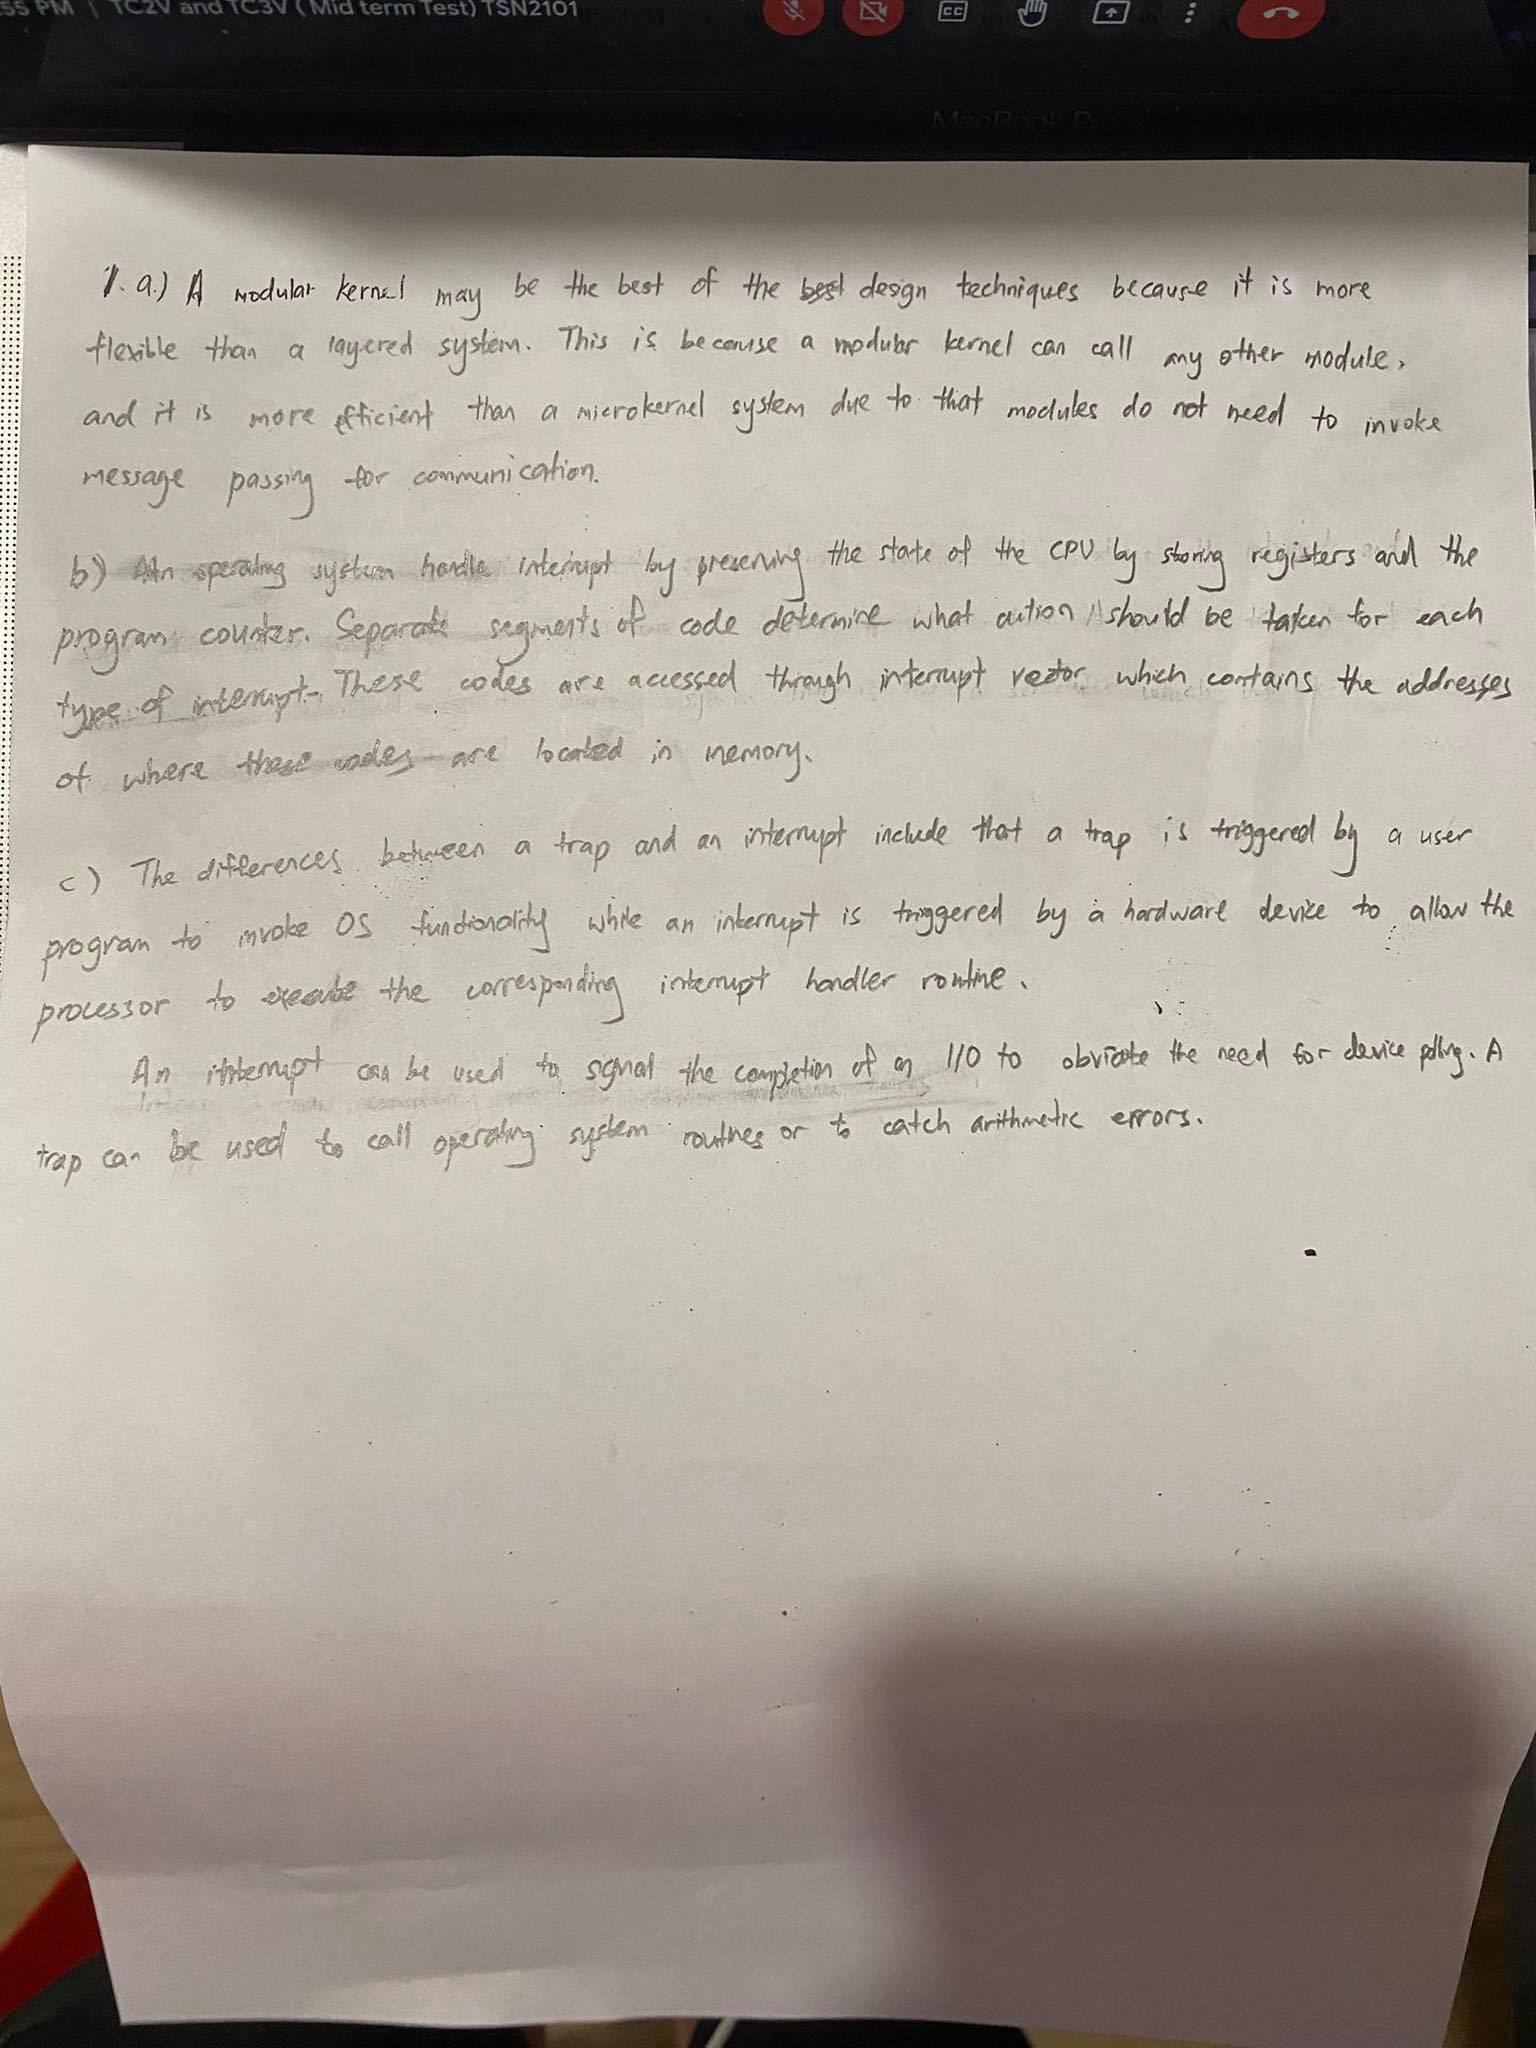 55 PM | TC2V and TC3V (Mid term Test) TSN2101
CC
MacBook Pro
1. a.) A modular kernel may be the best of the best design techniques because it is more
flexible than a layered system. This is because a modular kernel can call any other module,
and it is more efficient than a microkernel system due to that modules do not need to invoke
message passing for communication.
b) An operating system handle interrupt by preserving the state of the CPU by storing registers and the
program counter. Separate segments of code determine what action should be taken for each
type of interrupt. These codes are accessed through interrupt vector which contains the addresses
of where these codes are located in memory.
c) The differences between a trap and an interrupt include that a trap is triggered by a user
program to invoke OS functionality while an interrupt is triggered by a hardware device to allow the
processor to execute the corresponding interrupt handler routine.
An interrupt can be used to signal the completion of an I/O to obviate the need for device polling. A
trap can be used to call operating system routines or to catch arithmetic errors.